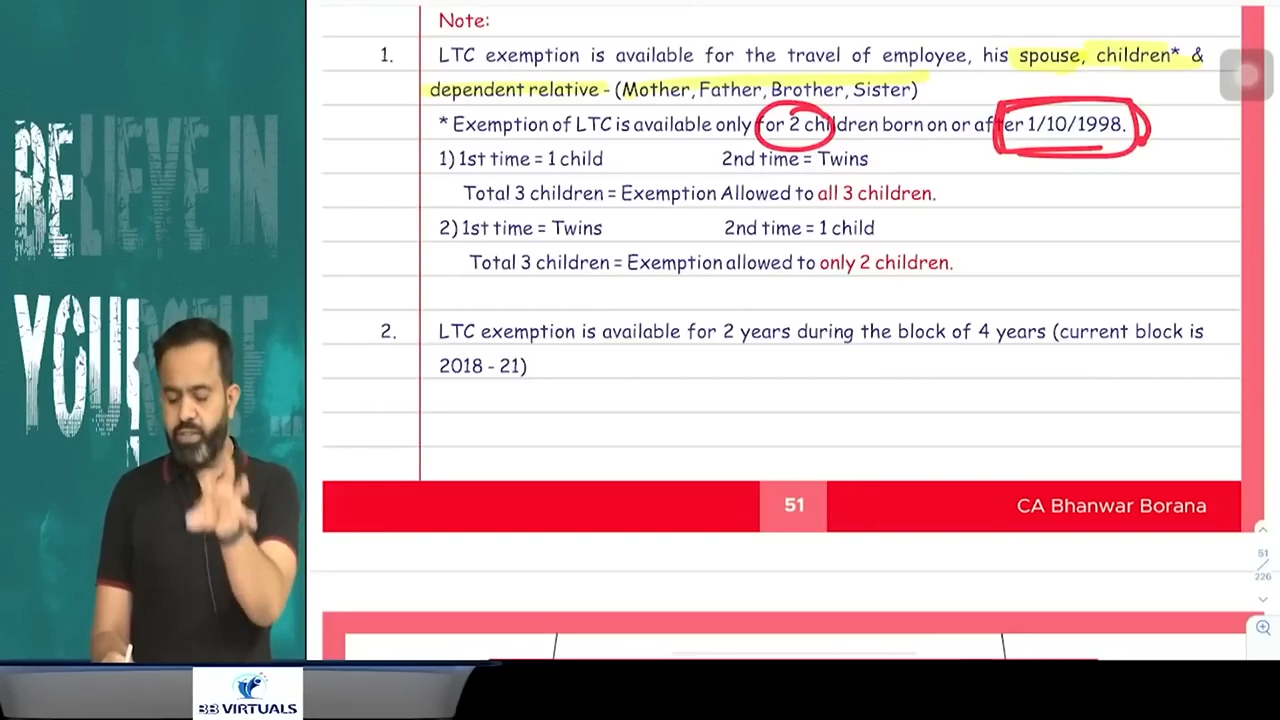 BELIEVE IN
YOURSELF...
Note:
1. LTC exemption is available for the travel of employee, his spouse, children* &
dependent relative - (Mother, Father, Brother, Sister)
* Exemption of LTC is available only for 2 children born on or after 1/10/1998.
1) 1st time = 1 child 2nd time = Twins
Total 3 children = Exemption Allowed to all 3 children.
2) 1st time = Twins 2nd time = 1 child
Total 3 children = Exemption allowed to only 2 children.
2. LTC exemption is available for 2 years during the block of 4 years (current block is
2018 - 21)
51 CA Bhanwar Borana
51
/
226
BB VIRTUALS